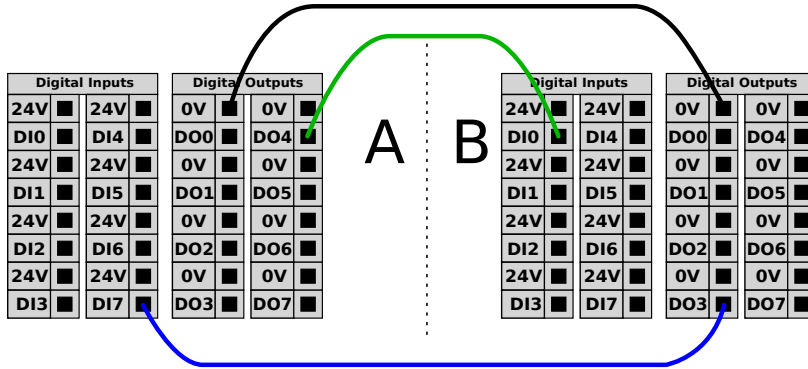 Digital Inputs Digital Outputs Digital Inputs Digital Outputs
24V 24V 0V 0V 24V 24V 0V 0V
DI0 DI4 DO0 DO4 A B DI0 DI4 DO0 DO4
24V 24V 0V 0V 24V 24V 0V 0V
DI1 DI5 DO1 DO5 DI1 DI5 DO1 DO5
24V 24V 0V 0V 24V 24V 0V 0V
DI2 DI6 DO2 DO6 DI2 DI6 DO2 DO6
24V 24V 0V 0V 24V 24V 0V 0V
DI3 DI7 DO3 DO7 DI3 DI7 DO3 DO7